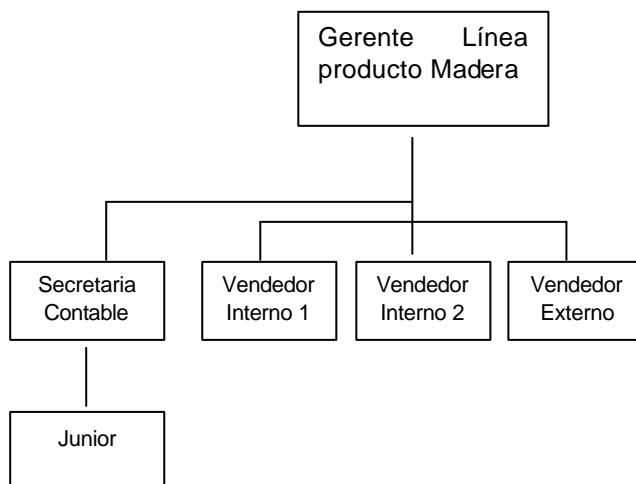 Gerente Línea
producto Madera
Secretaria
Contable
Vendedor
Interno 1
Vendedor
Interno 2
Vendedor
Externo
Junior